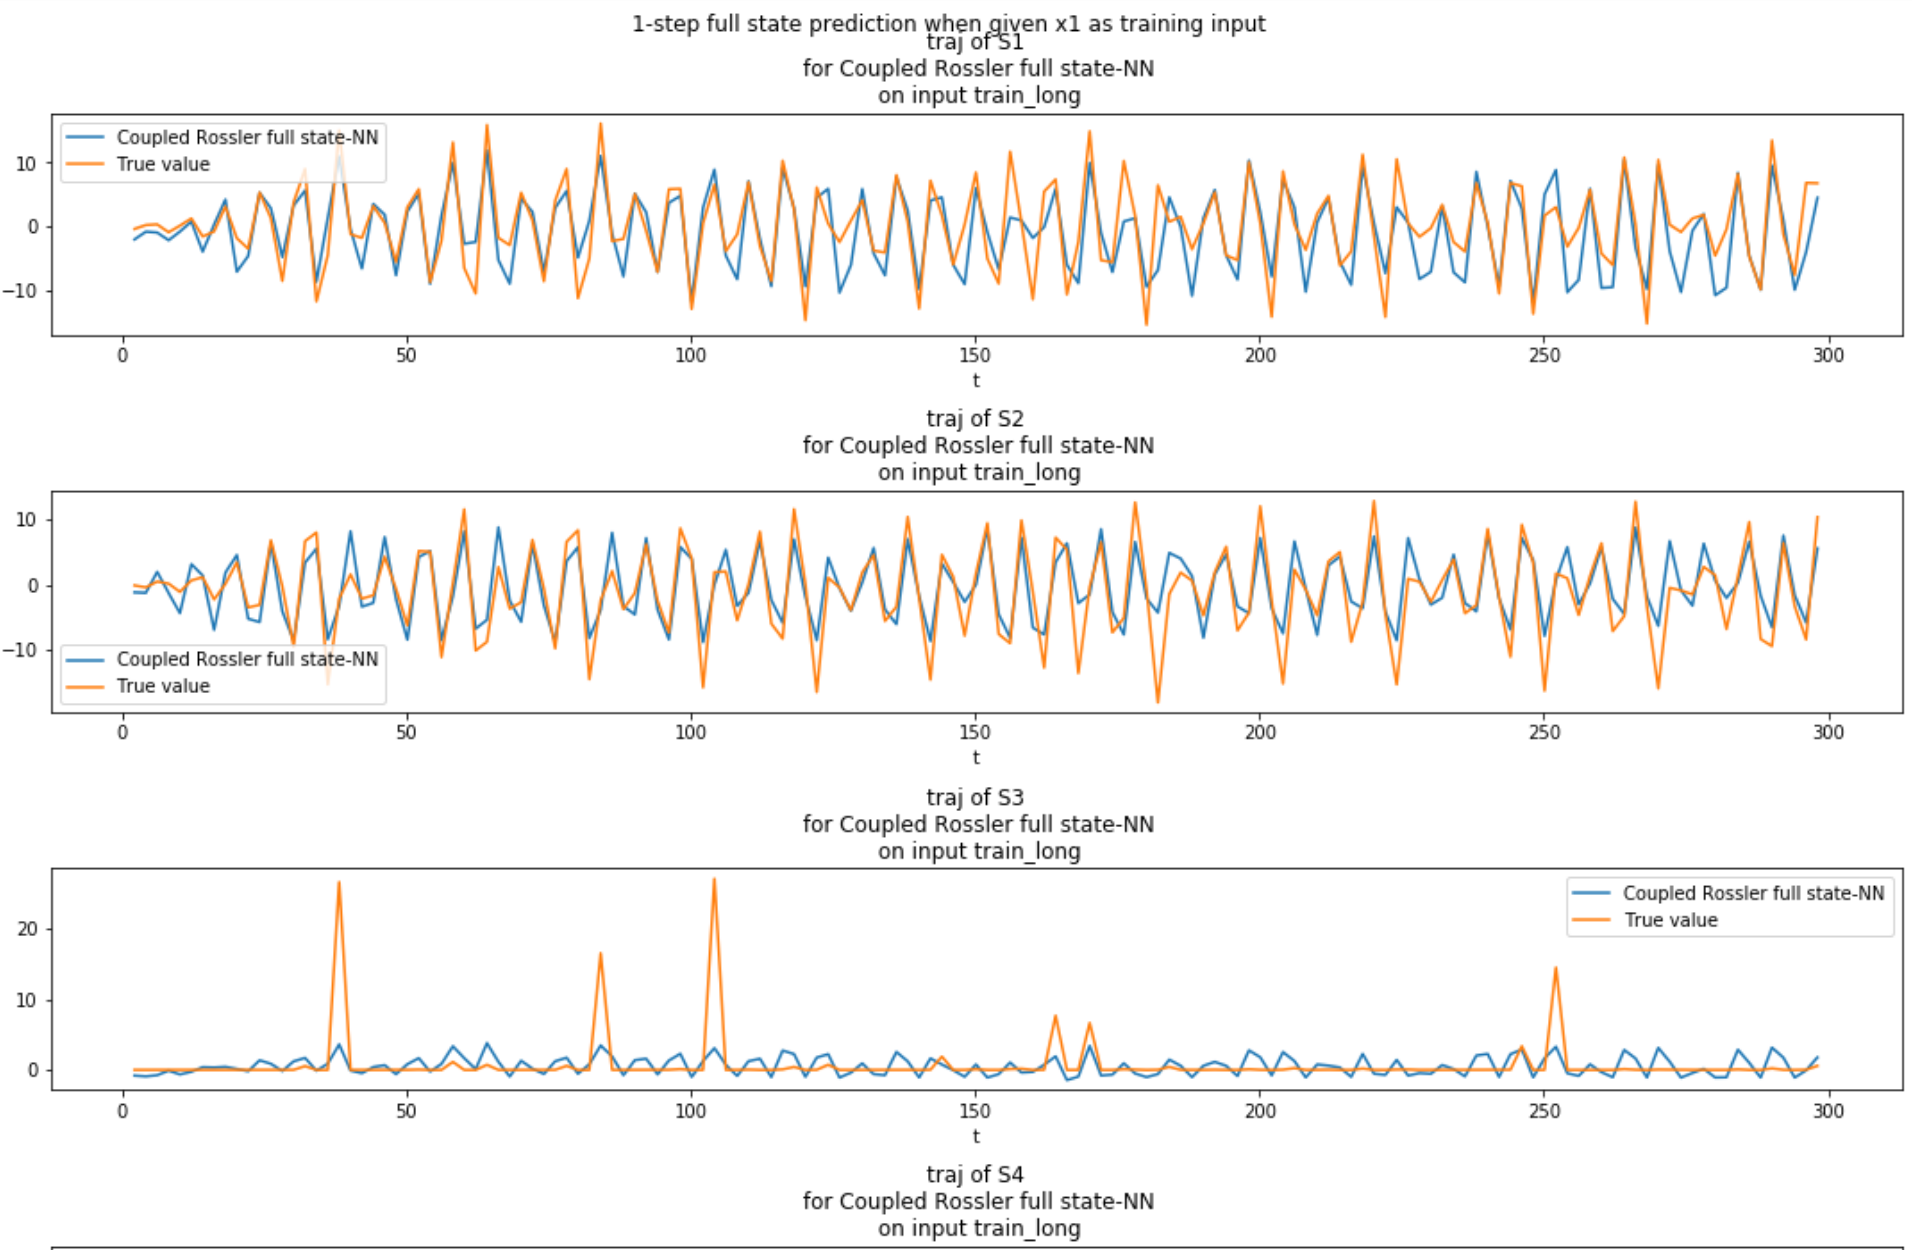 1-step full state prediction when given x1 as training input
traj of S1
for Coupled Rossler full state-NN
on input train_long
Coupled Rossler full state-NN
True value
10
0
−10
0 50 100 150 200 250 300
t
traj of S2
for Coupled Rossler full state-NN
on input train_long
10
0
−10
Coupled Rossler full state-NN
True value
0 50 100 150 200 250 300
t
traj of S3
for Coupled Rossler full state-NN
on input train_long
Coupled Rossler full state-NN
True value
20
10
0
0 50 100 150 200 250 300
t
traj of S4
for Coupled Rossler full state-NN
on input train_long